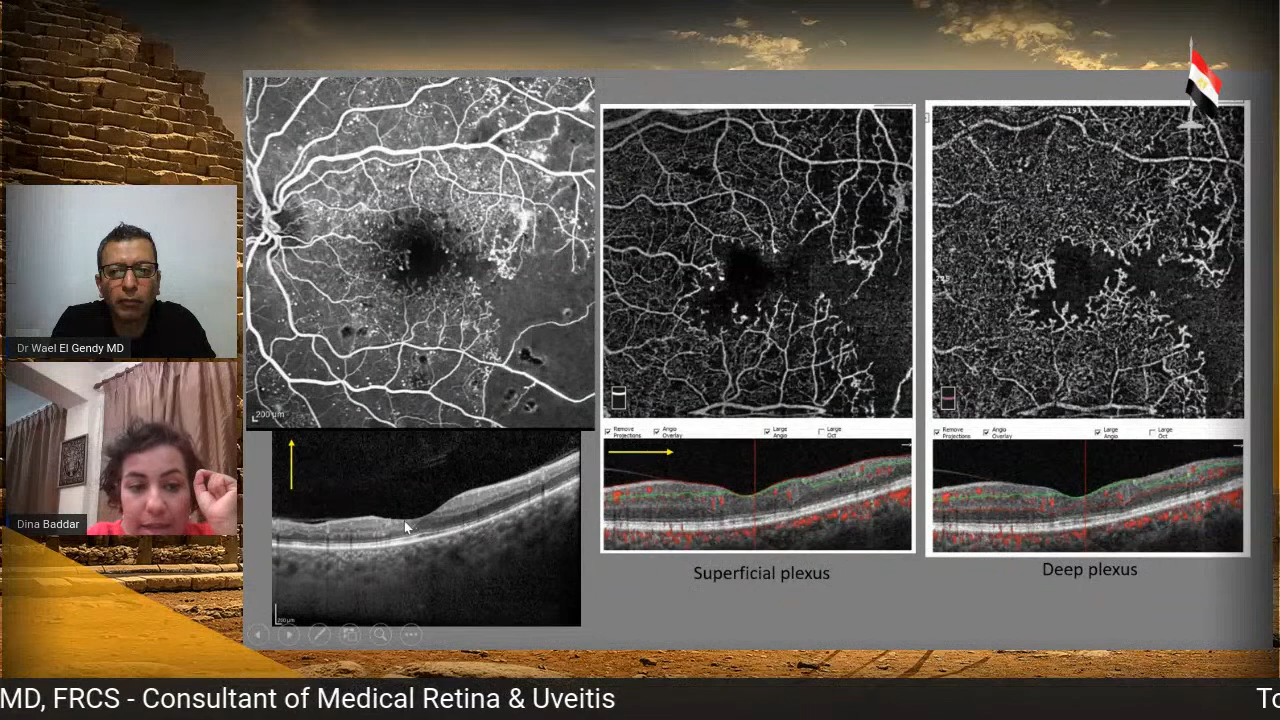 Dr Wael El Gendy MD
Dina Baddar
200 µm
Remove
Projections
Angio
Overlay
Large
Angio
Large
Oct
Remove
Projections
Angio
Overlay
Large
Angio
Large
Oct
Superficial plexus
Deep plexus
MD, FRCS - Consultant of Medical Retina & Uveitis
To